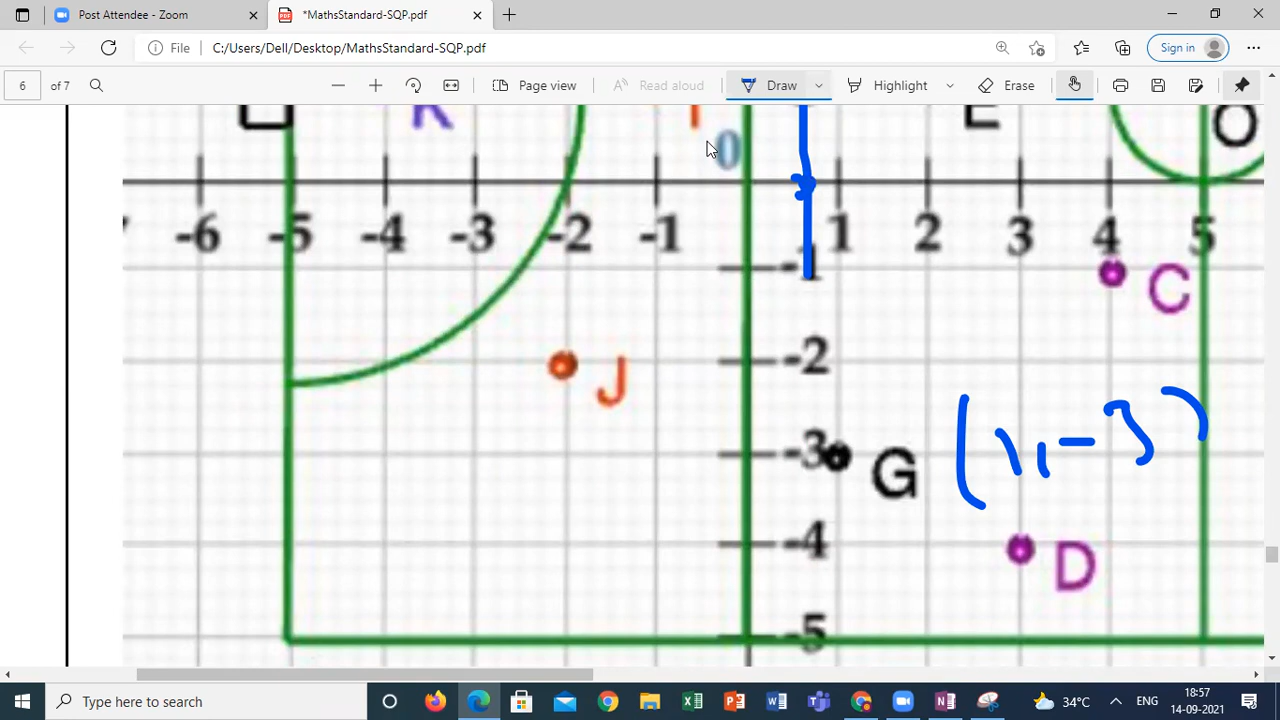 Post Attendee - Zoom
*MathsStandard-SQP.pdf
File C:/Users/Dell/Desktop/MathsStandard-SQP.pdf
Sign in
6 of 7
Page view
Read aloud
Draw
Highlight
Erase
K E O
0
-6 -5 -4 -3 -2 -1 1 2 3 4 5
-1
C
-2
J
(1,-3)
-3 G
-4
D
-5
Type here to search
34°C
ENG
18:57
14-09-2021